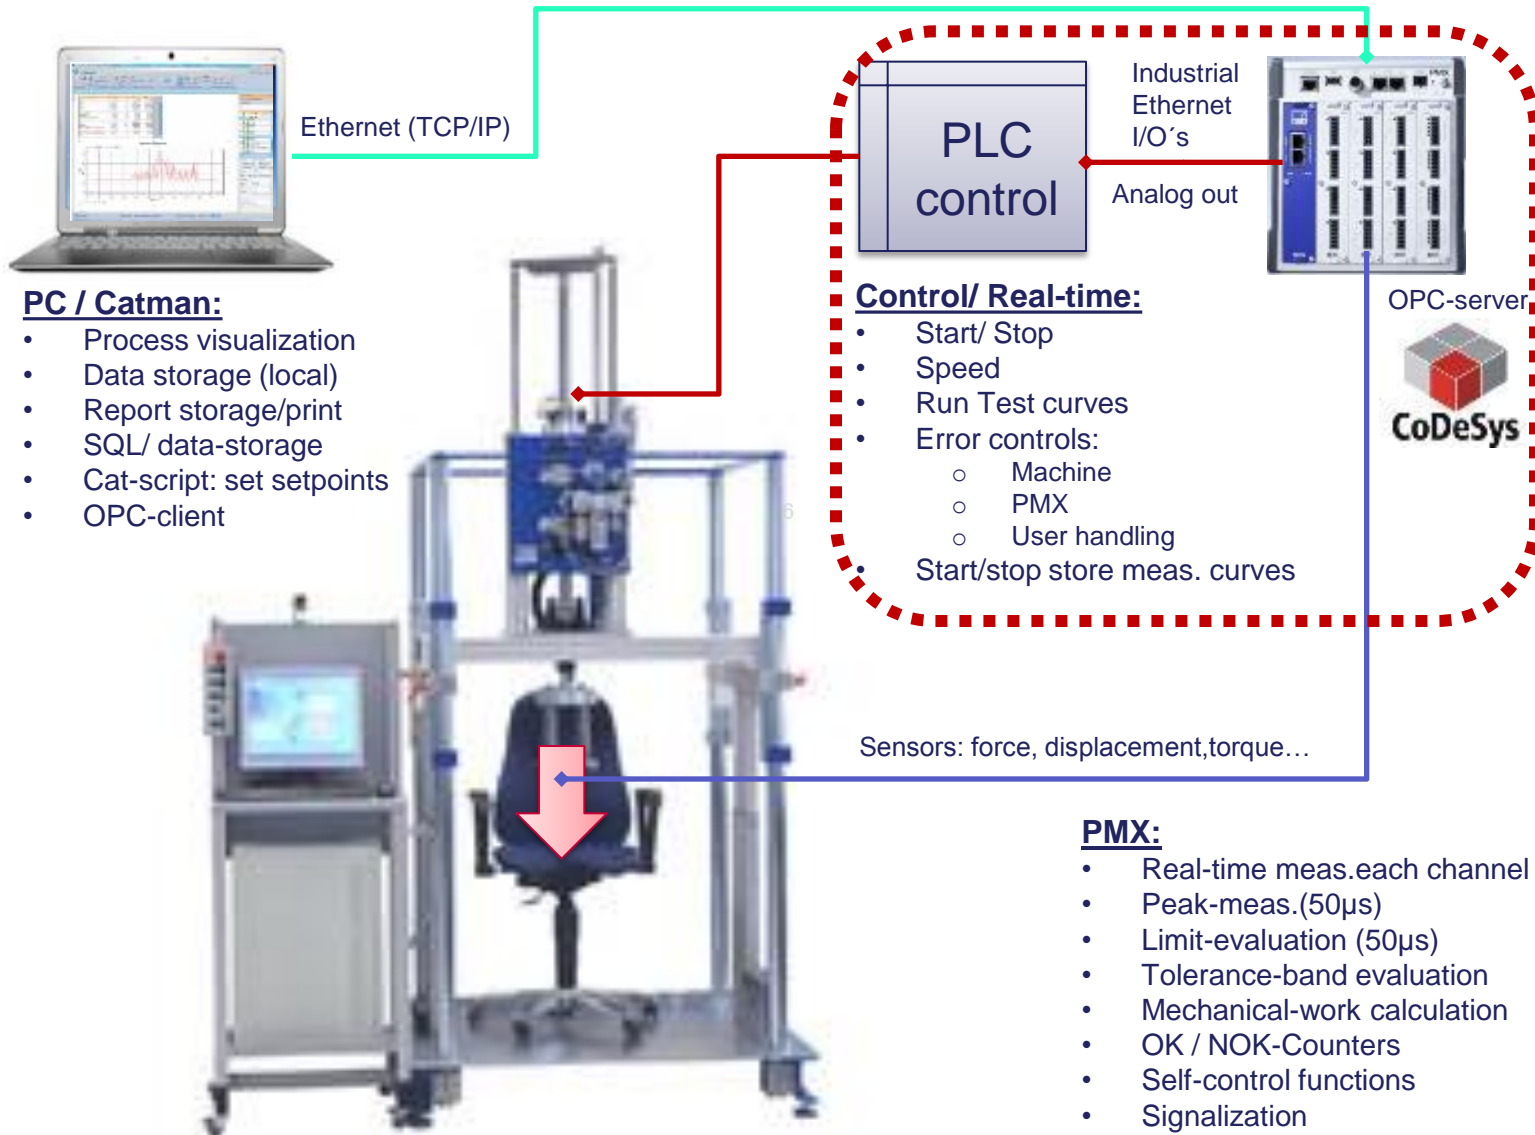 Ethernet (TCP/IP)
PLC
control
Industrial
Ethernet
I/O´s
Analog out
PMX
PC / Catman:
• Process visualization
• Data storage (local)
• Report storage/print
• SQL/ data-storage
• Cat-script: set setpoints
• OPC-client
Control/ Real-time:
• Start/ Stop
• Speed
• Run Test curves
• Error controls:
o Machine
o PMX
o User handling
• Start/stop store meas. curves
OPC-server
CoDeSys
6
Sensors: force, displacement,torque…
PMX:
• Real-time meas.each channel
• Peak-meas.(50µs)
• Limit-evaluation (50µs)
• Tolerance-band evaluation
• Mechanical-work calculation
• OK / NOK-Counters
• Self-control functions
• Signalization